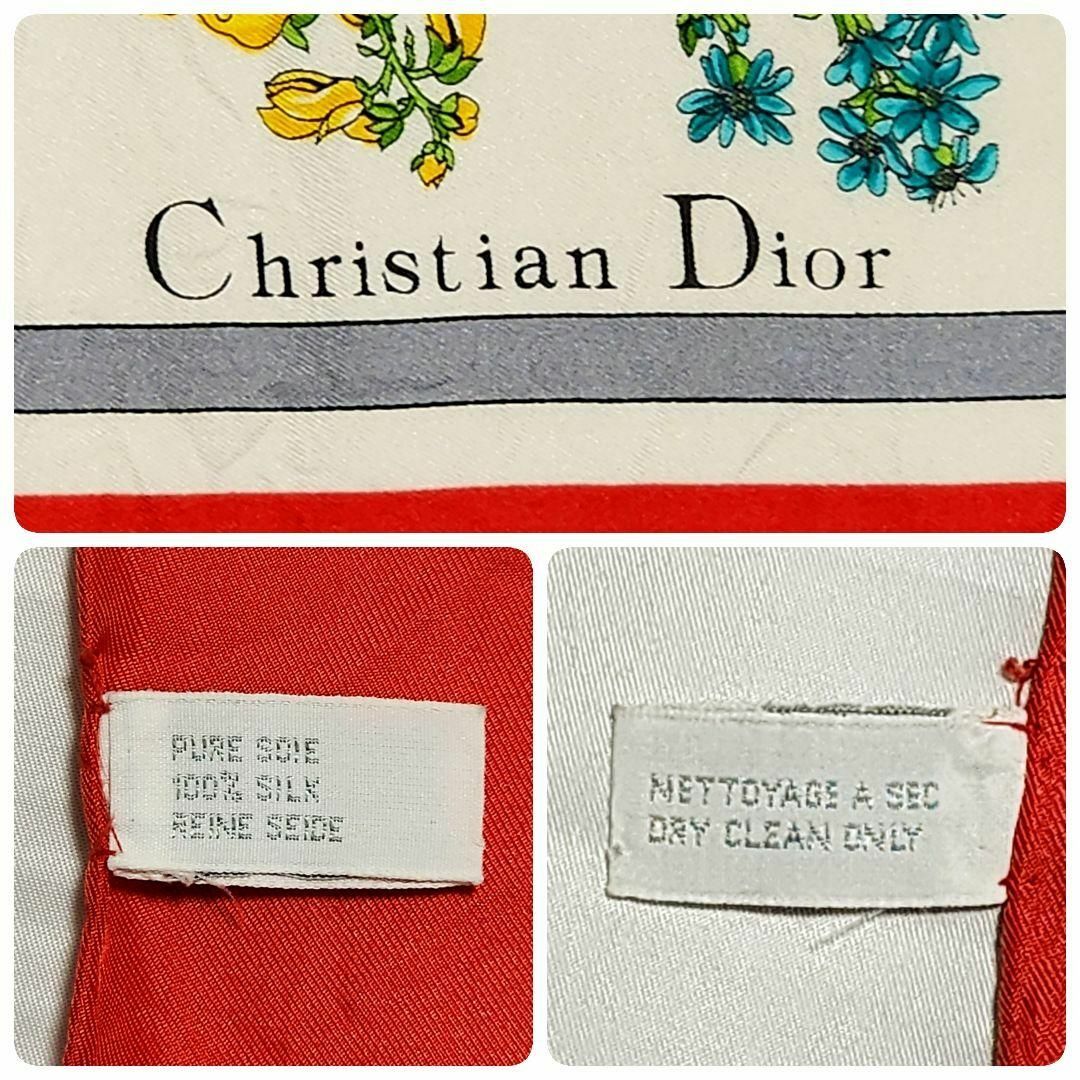 Christian Dior
PURE SOIE
100% SILK
REINE SEIDE
NETTOYAGE A SEC
DRY CLEAN ONLY